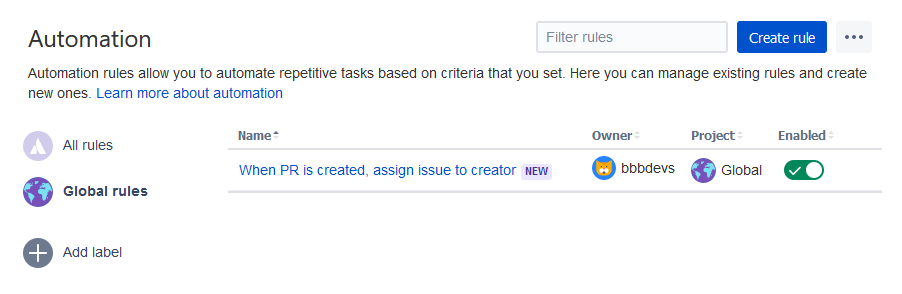 Automation
Filter rules
Create rule
Automation rules allow you to automate repetitive tasks based on criteria that you set. Here you can manage existing rules and create
new ones. Learn more about automation
All rules
Global rules
Add label
Name Owner Project Enabled
When PR is created, assign issue to creator NEW bbbdevs Global